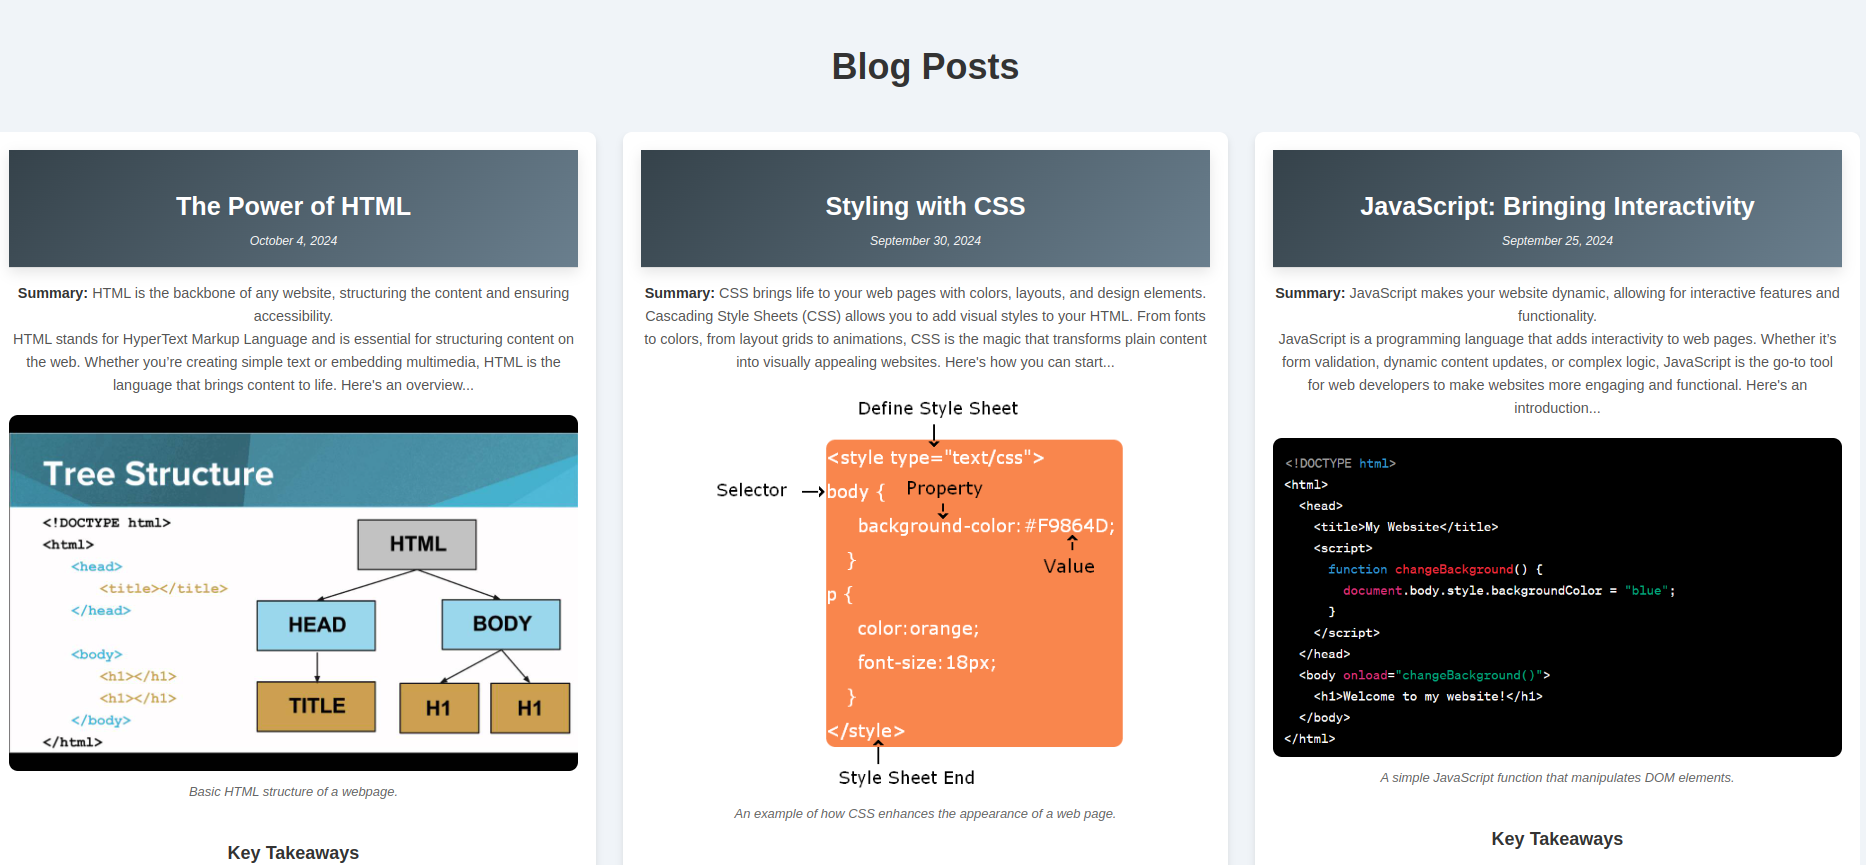 Blog Posts
The Power of HTML
October 4, 2024
Summary: HTML is the backbone of any website, structuring the content and ensuring
accessibility.
HTML stands for HyperText Markup Language and is essential for structuring content on
the web. Whether you’re creating simple text or embedding multimedia, HTML is the
language that brings content to life. Here's an overview...
Tree Structure
<!DOCTYPE html>
<html>
<head>
<title></title>
</head>
<body>
<h1></h1>
<h1></h1>
</body>
</html>
HTML
HEAD
BODY
TITLE
H1
H1
Basic HTML structure of a webpage.
Key Takeaways
Styling with CSS
September 30, 2024
Summary: CSS brings life to your web pages with colors, layouts, and design elements.
Cascading Style Sheets (CSS) allows you to add visual styles to your HTML. From fonts
to colors, from layout grids to animations, CSS is the magic that transforms plain content
into visually appealing websites. Here's how you can start...
Define Style Sheet
<style type="text/css">
Selector
body {
Property
background-color: #F9864D;
}
Value
p {
color:orange;
font-size:18px;
}
</style>
Style Sheet End
An example of how CSS enhances the appearance of a web page.
JavaScript: Bringing Interactivity
September 25, 2024
Summary: JavaScript makes your website dynamic, allowing for interactive features and
functionality.
JavaScript is a programming language that adds interactivity to web pages. Whether it’s
form validation, dynamic content updates, or complex logic, JavaScript is the go-to tool
for web developers to make websites more engaging and functional. Here's an
introduction...
<!DOCTYPE html>
<html>
<head>
<title>My Website</title>
<script>
function changeBackground() {
document.body.style.backgroundColor = "blue";
}
</script>
</head>
<body onload="changeBackground()">
<h1>Welcome to my website!</h1>
</body>
</html>
A simple JavaScript function that manipulates DOM elements.
Key Takeaways